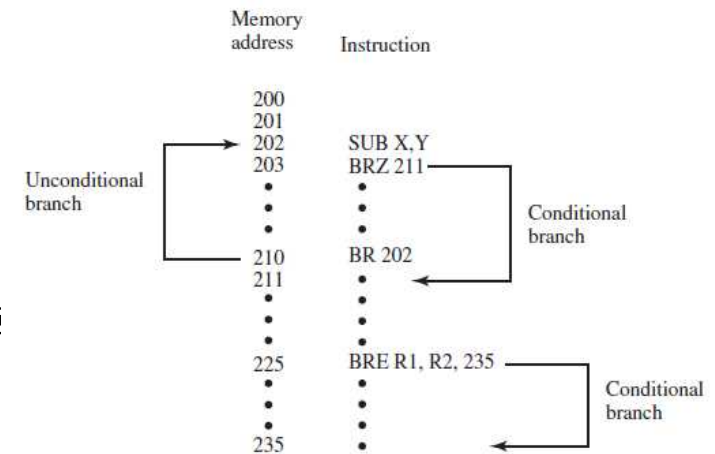 Memory
address
Instruction
200
201
202 SUB X,Y
203 BRZ 211
Unconditional
branch
Conditional
branch
210 BR 202
211
225 BRE R1, R2, 235
Conditional
branch
235